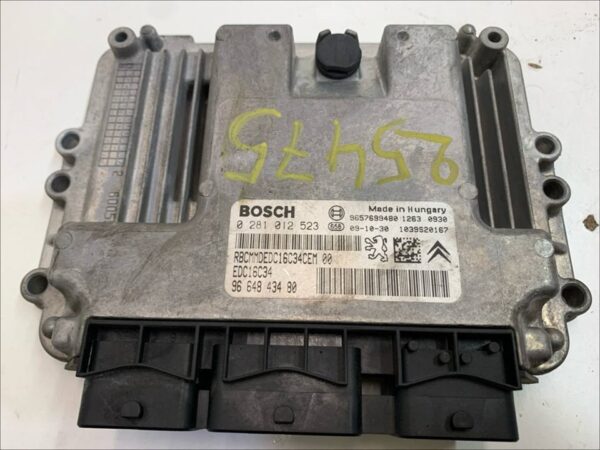 25475
BOSCH Made in Hungary
9657699480 1263 0930
0 281 012 523 658 09-10-30 1039S20167
RBCMMDEDC16C34CEM 00
EDC16C34
96 648 434 80